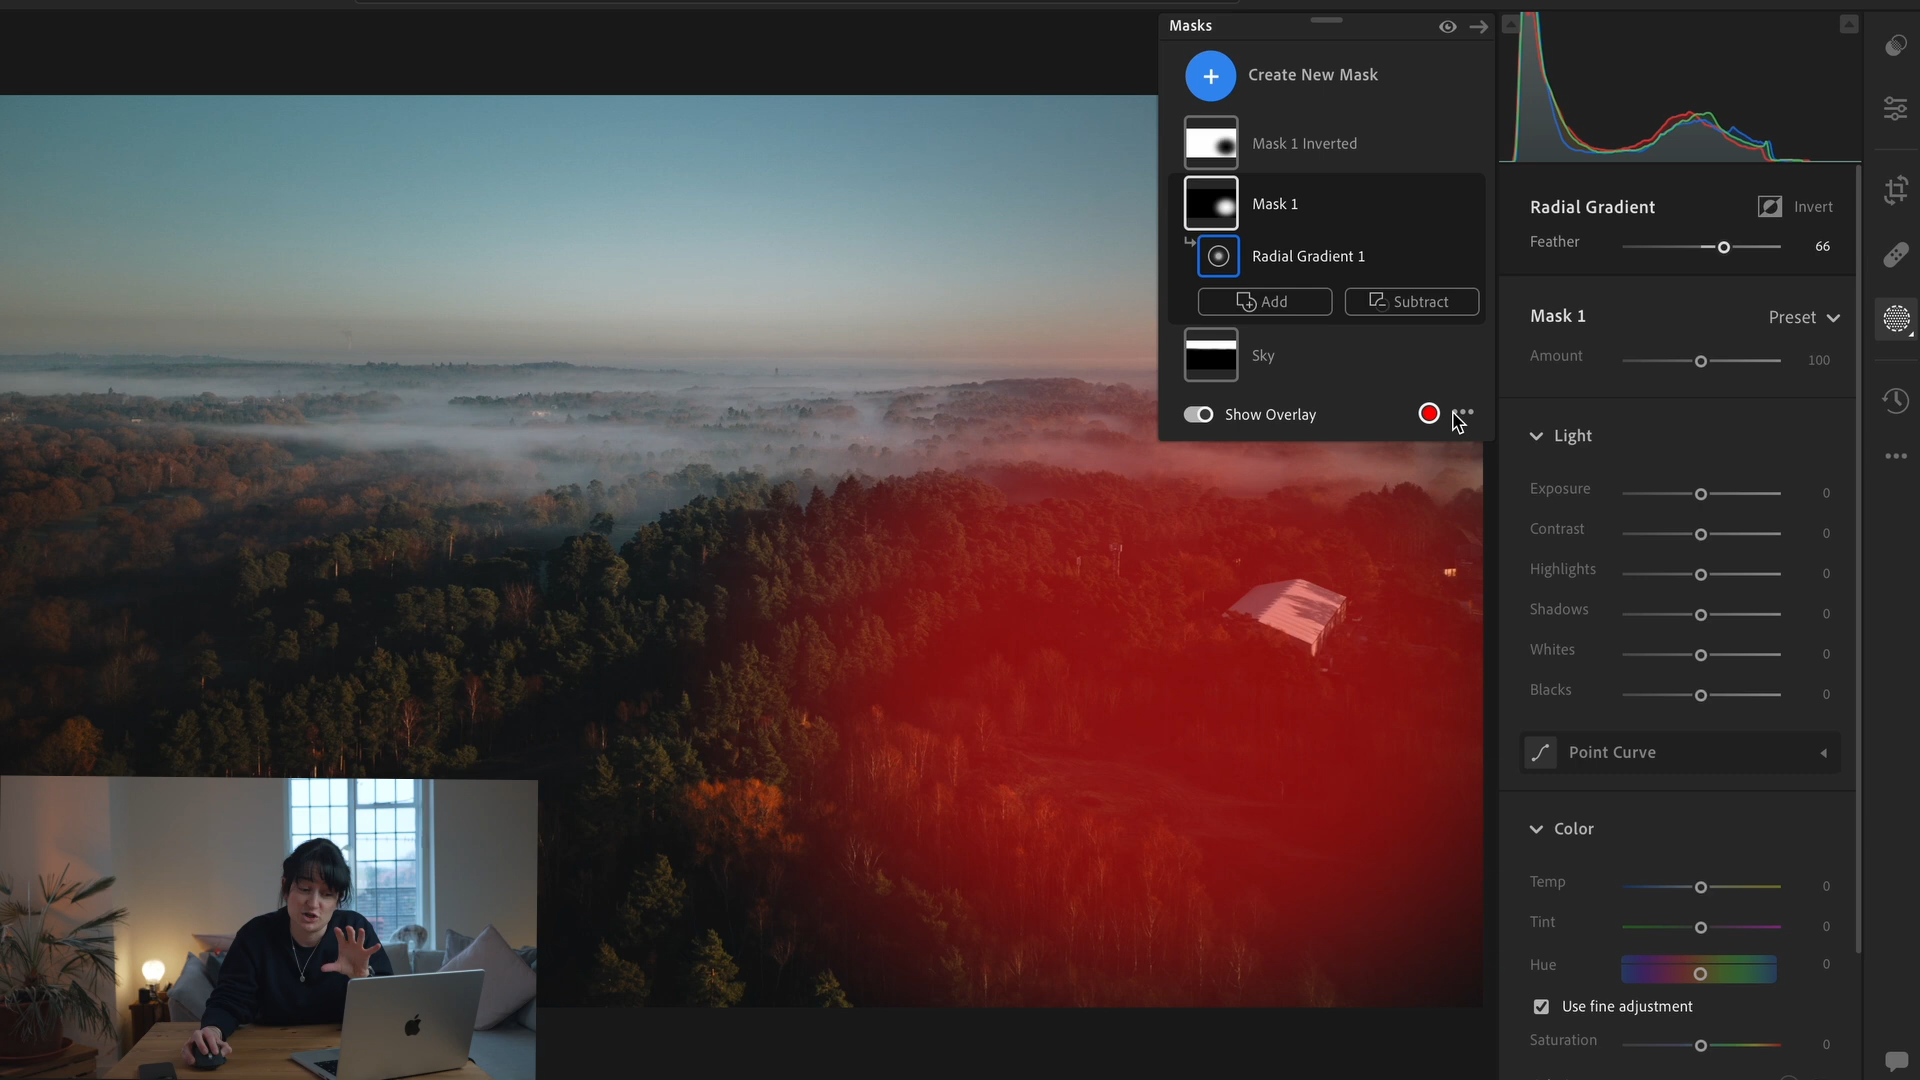 Masks
Create New Mask
Mask 1 Inverted
Mask 1
Radial Gradient 1
Add
Subtract
Sky
Show Overlay
Radial Gradient
Invert
Feather
66
Mask 1
Preset
Amount
100
Light
Exposure
0
Contrast
0
Highlights
0
Shadows
0
Whites
0
Blacks
0
Point Curve
Color
Temp
0
Tint
0
Hue
0
Use fine adjustment
Saturation
0